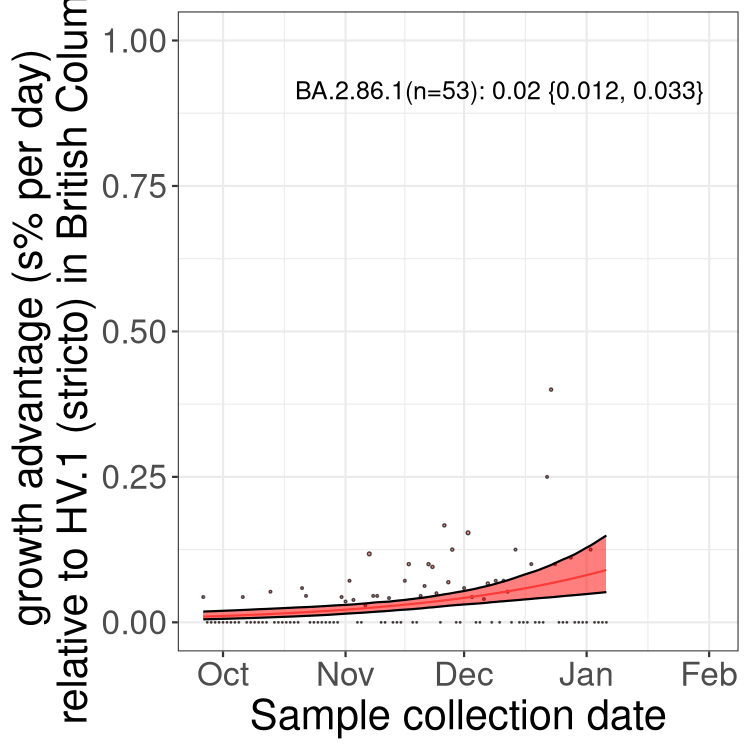 growth advantage (s% per day)
relative to HV.1 (stricto) in British Colum
1.00
0.75
0.50
0.25
0.00
BA.2.86.1(n=53): 0.02 {0.012, 0.033}
Oct Nov Dec Jan Feb
Sample collection date